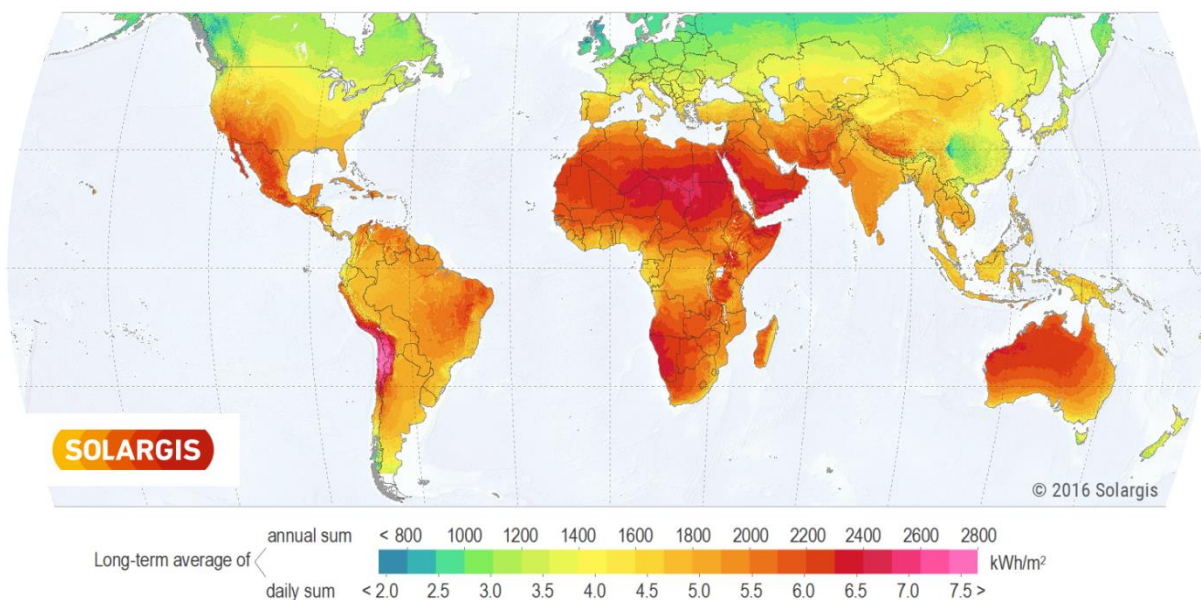 SOLARGIS
© 2016 Solargis
annual sum < 800 1000 1200 1400 1600 1800 2000 2200 2400 2600 2800
Long-term average of kWh/m²
daily sum < 2.0 2.5 3.0 3.5 4.0 4.5 5.0 5.5 6.0 6.5 7.0 7.5 >